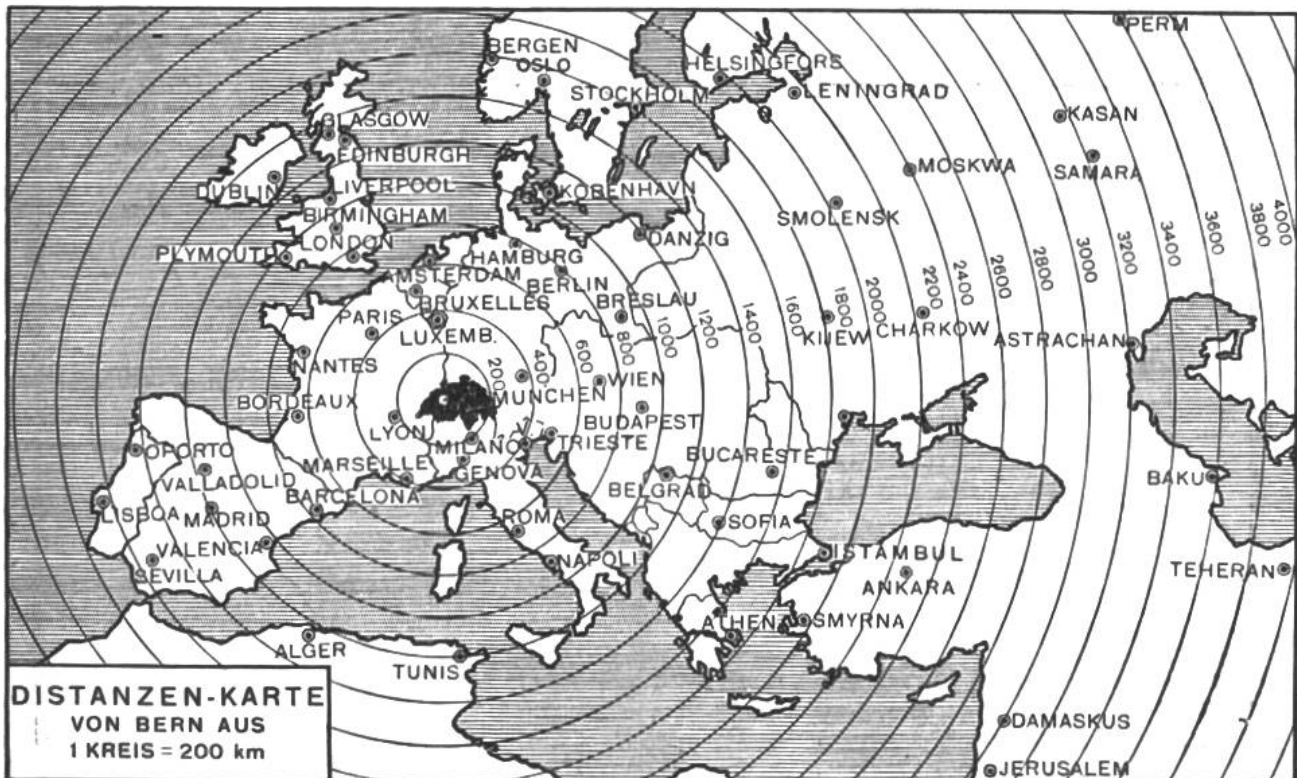 PERM
BERGEN
OSLO
HELSINGFORS
STOCKHOLM
LENINGRAD
KASAN
GLASGOW
EDINBURGH
MOSKWA
SAMARA
DUBLIN
LIVERPOOL
KÖBENHAVN
BIRMINGHAM
SMOLENSK
LONDON
PLYMOUTH
HAMBURG
DANZIG
AMSTERDAM
BERLIN
BRUXELLES
BRESLAU
PARIS
LUXEMB.
KIJEW
CHARKOW
ASTRACHAN
NANTES
200
400
600
800
1000
1200
1400
1600
1800
2000
2200
2400
2600
2800
3000
3200
3400
3600
3800
4000
MÜNCHEN
WIEN
BORDEAUX
LYON
BUDAPEST
MILANO
TRIESTE
OPORTO
MARSEILLE
GENOVA
BUCARESTE
VALLADOLID
BELGRAD
BAKU
BARCELONA
LISBOA
MADRID
ROMA
SOFIA
VALENCIA
ISTAMBUL
SEVILLA
NAPOLI
ANKARA
TEHERAN
ATHEN
SMYRNA
ALGER
TUNIS
DISTANZEN-KARTE
VON BERN AUS
1 KREIS = 200 km
DAMASKUS
JERUSALEM